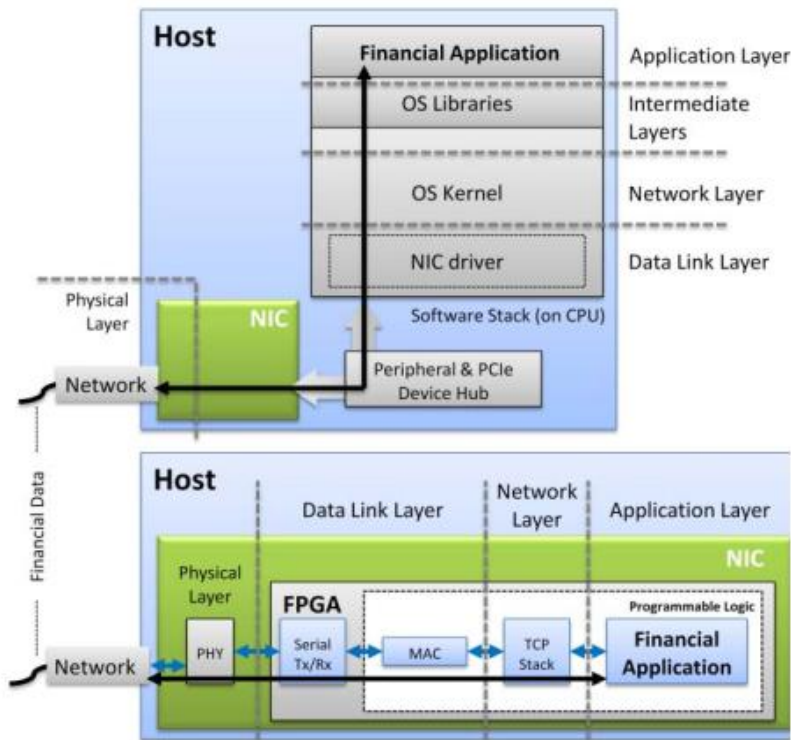 Host
Financial Application
Application Layer
OS Libraries
Intermediate
Layers
OS Kernel
Network Layer
NIC driver
Data Link Layer
Physical
Layer
NIC
Software Stack (on CPU)
Network
Peripheral & PCIe
Device Hub
Financial Data
Host
Data Link Layer
Network
Layer
Application Layer
NIC
Physical
Layer
FPGA
Programmable Logic
Network
PHY
Serial
Tx/Rx
MAC
TCP
Stack
Financial
Application